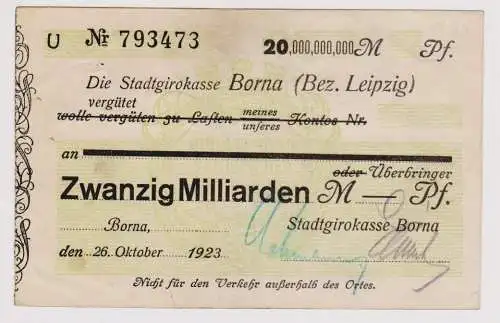 U № 793473 20,000,000,000 M Pf.
Die Stadtgirokasse Borna (Bez. Leipzig)
vergütet
wolle vergüten zu Lasten meines
unseres Kontos Nr.
an
oder Überbringer
Zwanzig Milliarden M — Pf.
Borna, Stadtgirokasse Borna
den 26. Oktober 1923
Nicht für den Verkehr außerhalb des Ortes.